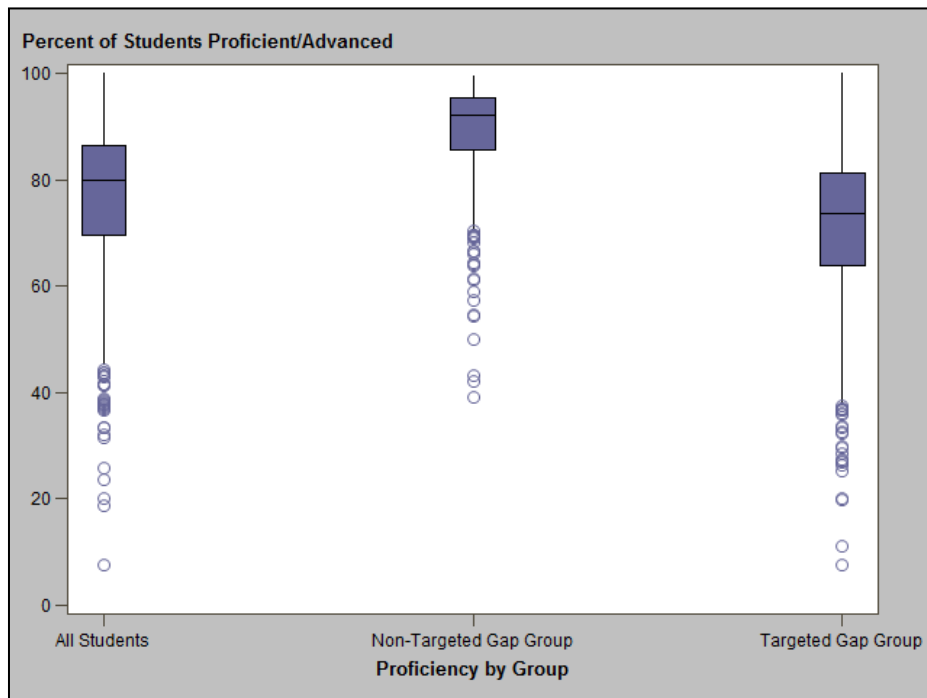 Percent of Students Proficient/Advanced
100
80
60
40
20
0
All Students Non-Targeted Gap Group Targeted Gap Group
Proficiency by Group